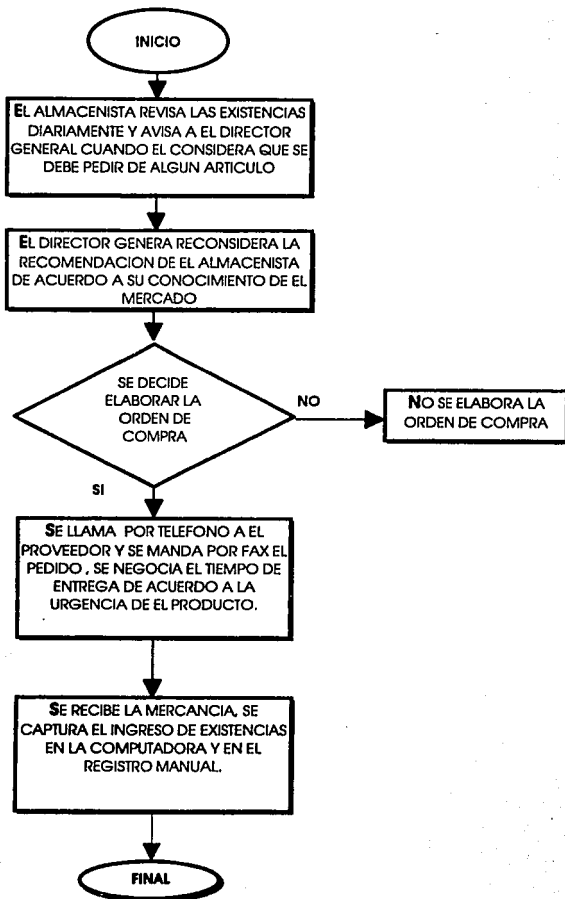 INICIO
EL ALMACENISTA REVISA LAS EXISTENCIAS
DIARIAMENTE Y AVISA A EL DIRECTOR
GENERAL CUANDO EL CONSIDERA QUE SE
DEBE PEDIR DE ALGUN ARTICULO
EL DIRECTOR GENERA RECONSIDERA LA
RECOMENDACION DE EL ALMACENISTA
DE ACUERDO A SU CONOCIMIENTO DE EL
MERCADO
SE DECIDE
ELABORAR LA
ORDEN DE
COMPRA
NO
NO SE ELABORA LA
ORDEN DE COMPRA
SI
SE LLAMA POR TELEFONO A EL
PROVEEDOR Y SE MANDA POR FAX EL
PEDIDO , SE NEGOCIA EL TIEMPO DE
ENTREGA DE ACUERDO A LA
URGENCIA DE EL PRODUCTO.
SE RECIBE LA MERCANCIA, SE
CAPTURA EL INGRESO DE EXISTENCIAS
EN LA COMPUTADORA Y EN EL
REGISTRO MANUAL.
FINAL